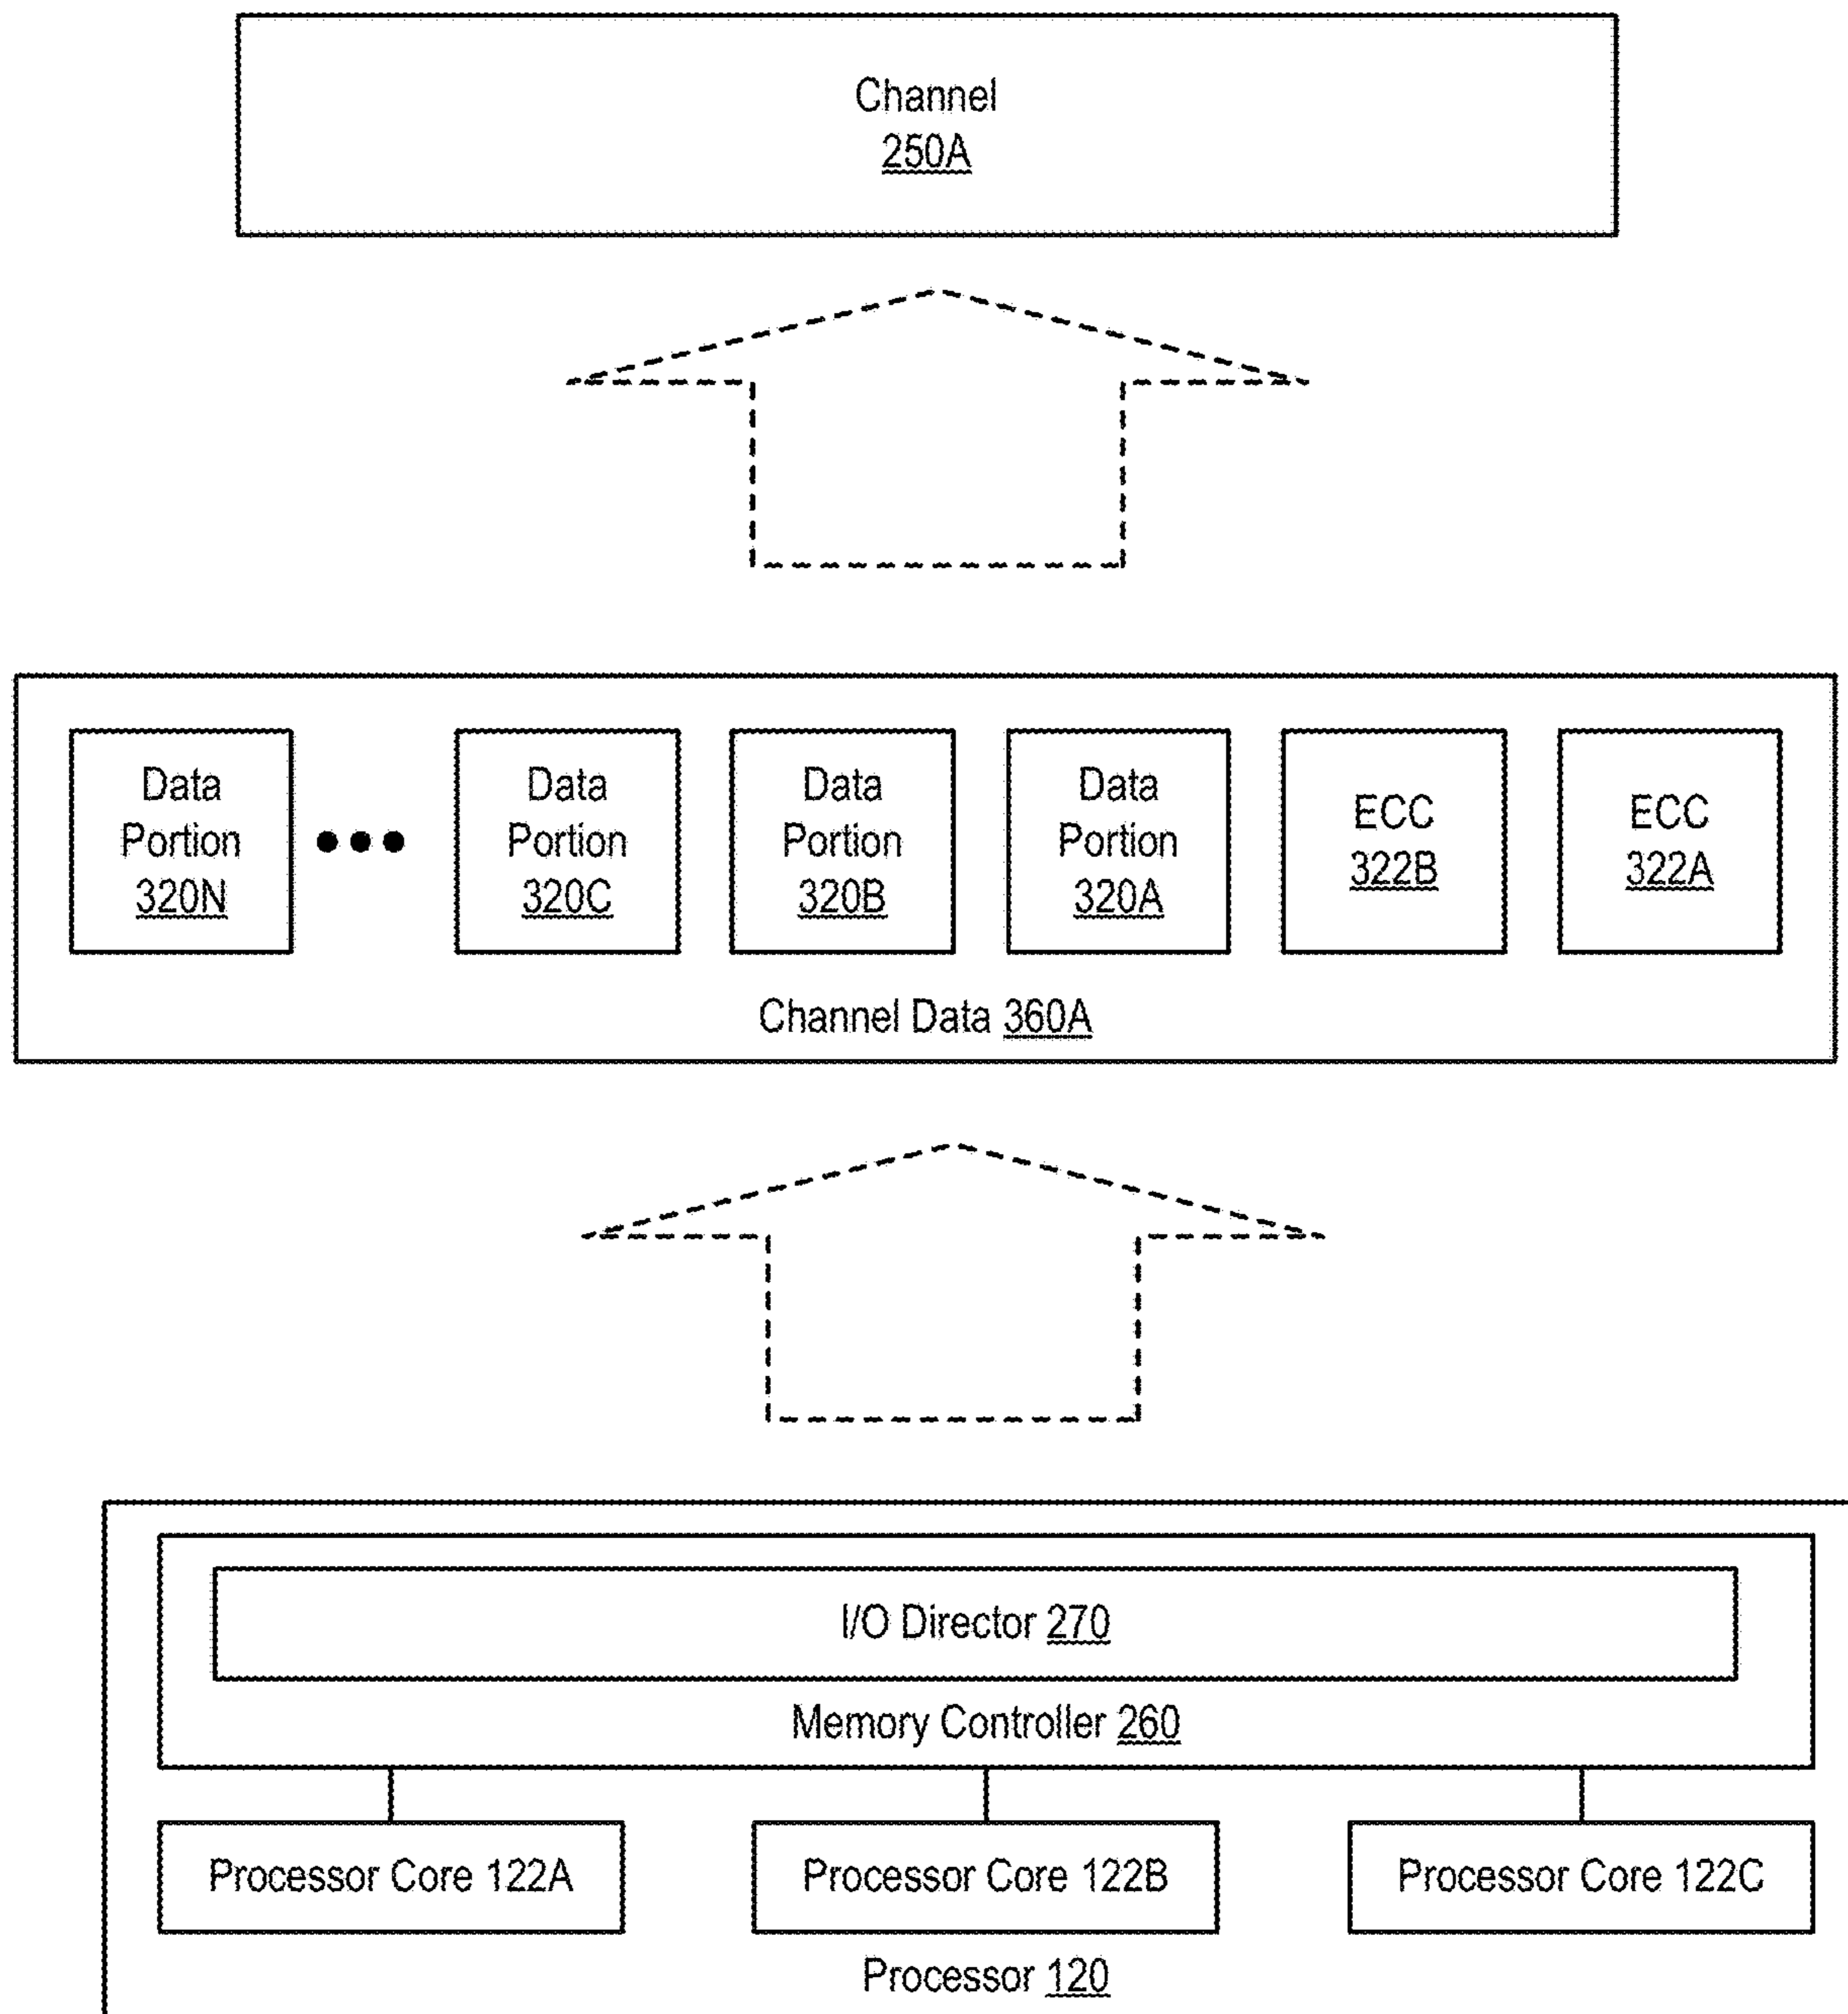 Channel
250A
Data
Portion
320N
Data
Portion
320C
Data
Portion
320B
Data
Portion
320A
ECC
322B
ECC
322A
Channel Data 360A
I/O Director 270
Memory Controller 260
Processor Core 122A
Processor Core 122B
Processor Core 122C
Processor 120